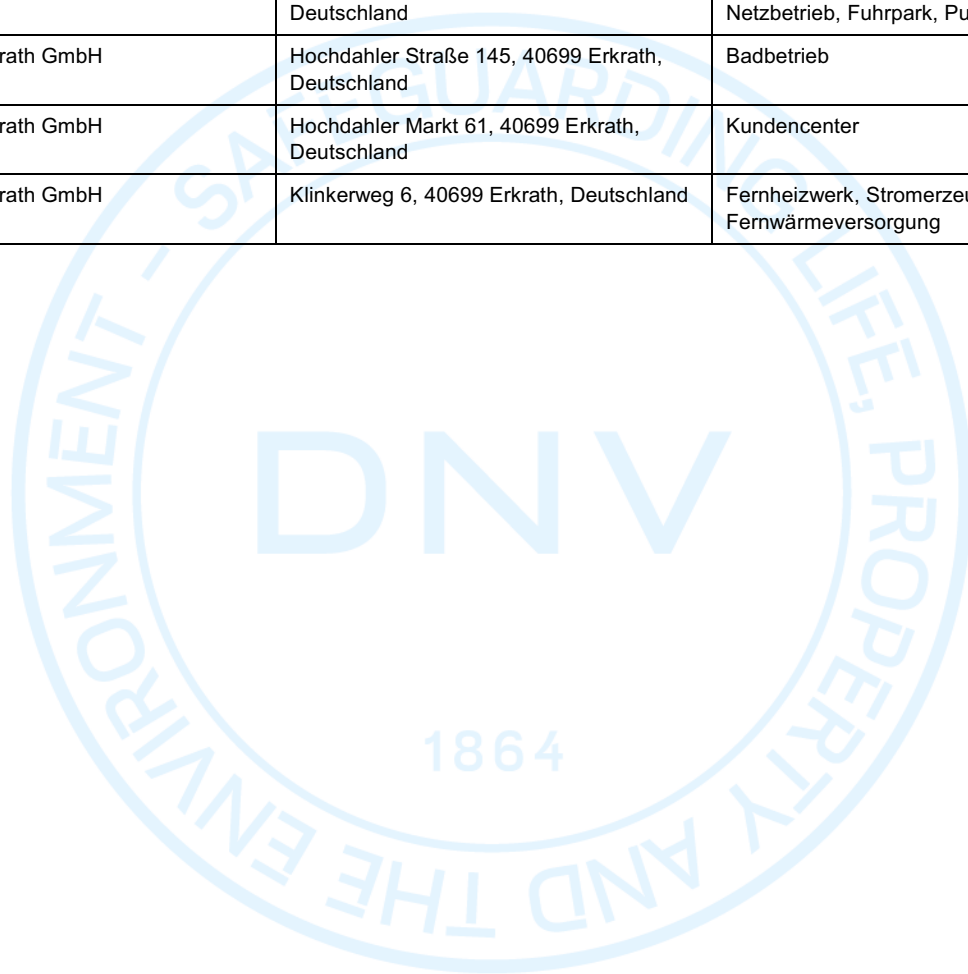 Deutschland
Netzbetrieb, Fuhrpark, Pu
rath GmbH
Hochdahler Straße 145, 40699 Erkrath,
Deutschland
Badbetrieb
rath GmbH
Hochdahler Markt 61, 40699 Erkrath,
Deutschland
Kundencenter
rath GmbH
Klinkerweg 6, 40699 Erkrath, Deutschland
Fernheizwerk, Stromerzeu
Fernwärmeversorgung
SAFEGUARDING LIFE, PROPERTY AND THE ENVIRONMENT -
DNV
1864